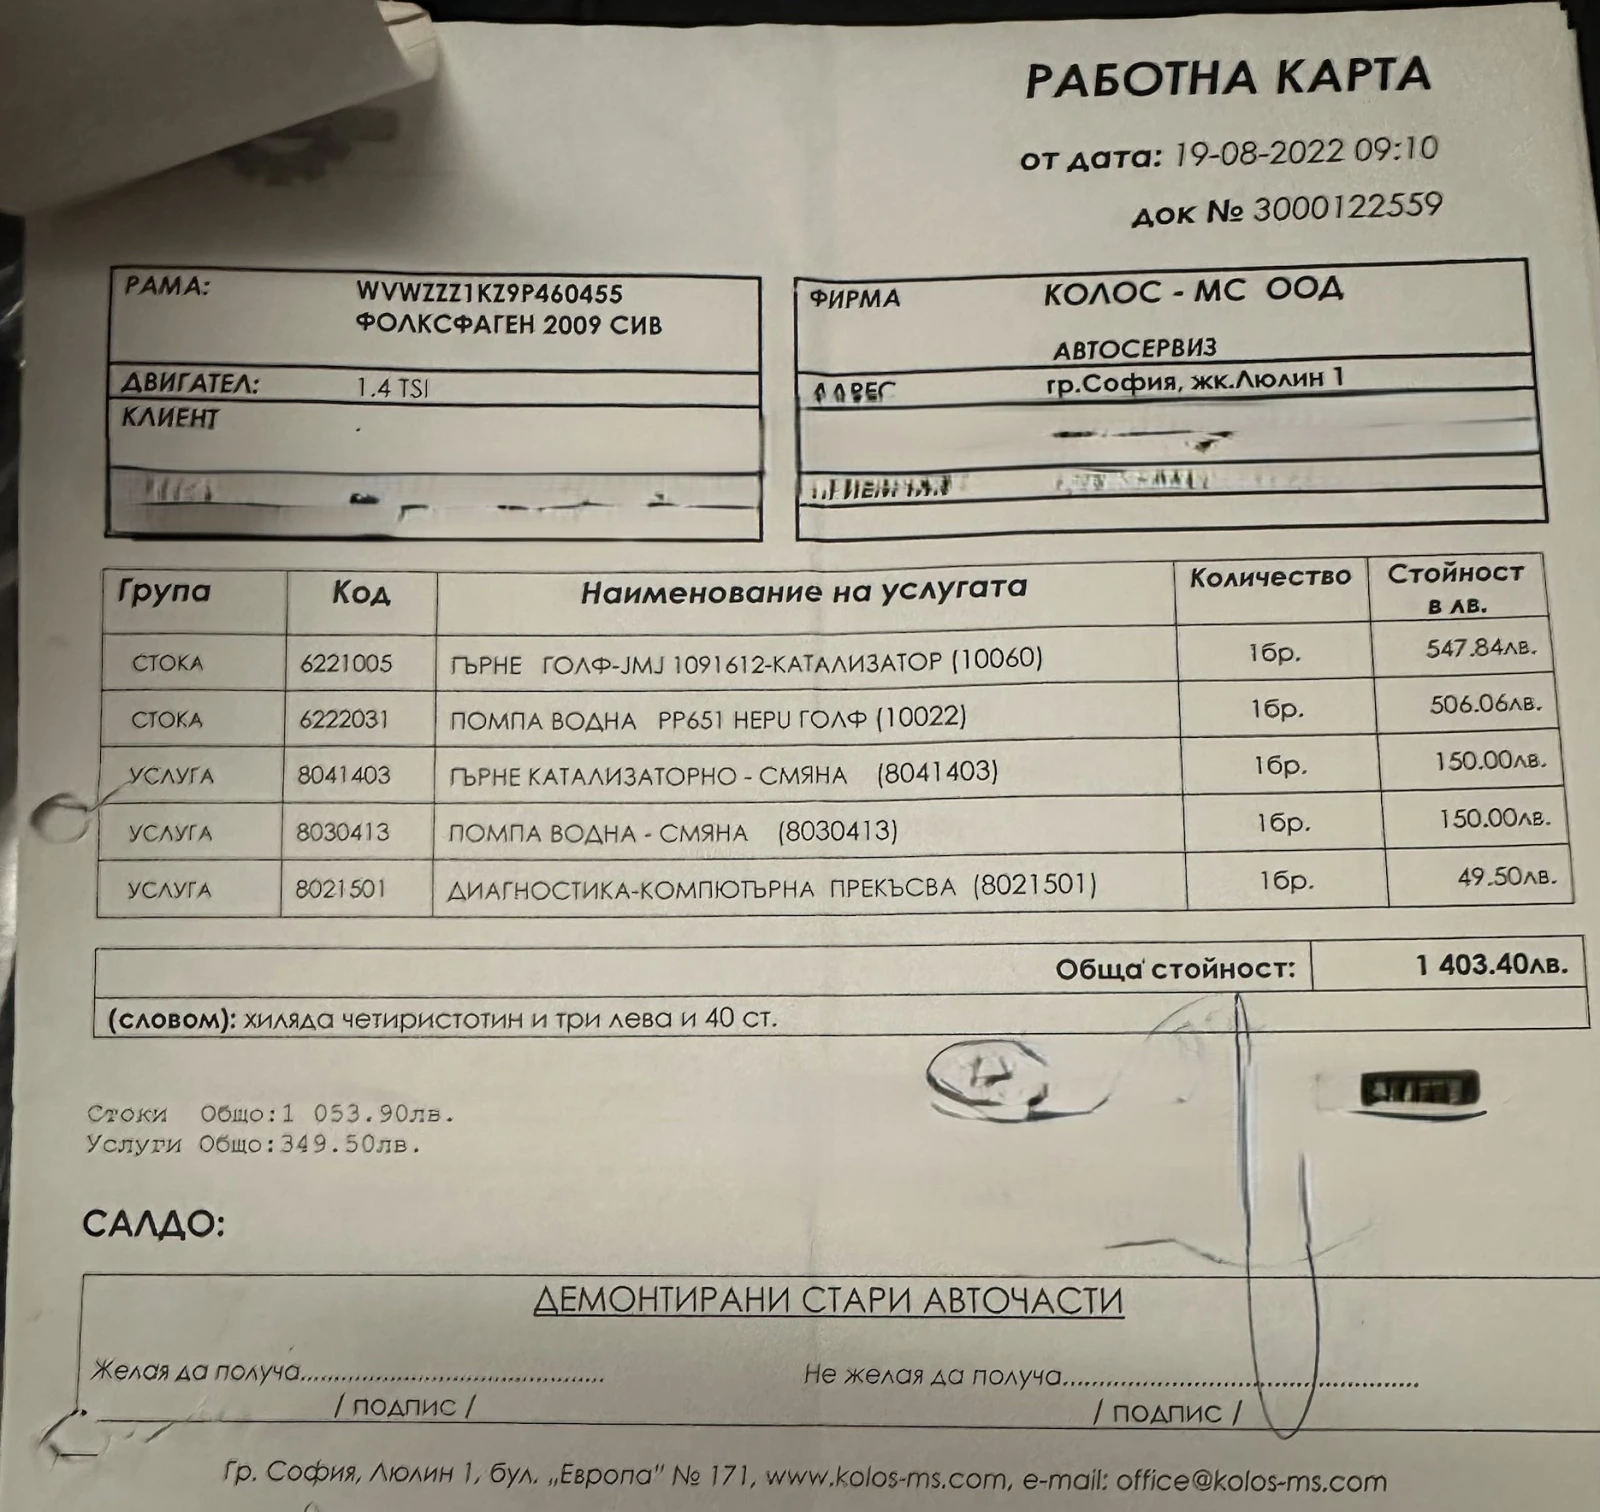 РАБОТНА КАРТА
от дата: 19-08-2022 09:10
док № 3000122559
РАМА: WVWZZZ1KZ9P460455
ФОЛКСФАГЕН 2009 СИВ
ДВИГАТЕЛ: 1.4 TSI
КЛИЕНТ
ФИРМА КОЛОС - МС ООД
АВТОСЕРВИЗ
АДРЕС гр.София, жк.Люлин 1
Група Код Наименование на услугата Количество Стойност в лв.
СТОКА 6221005 ГЪРНЕ ГОЛФ-JMJ 1091612-КАТАЛИЗАТОР (10060) 1бр. 547.84лв.
СТОКА 6222031 ПОМПА ВОДНА PP651 HEPU ГОЛФ (10022) 1бр. 506.06лв.
УСЛУГА 8041403 ГЪРНЕ КАТАЛИЗАТОРНО - СМЯНА (8041403) 1бр. 150.00лв.
УСЛУГА 8030413 ПОМПА ВОДНА - СМЯНА (8030413) 1бр. 150.00лв.
УСЛУГА 8021501 ДИАГНОСТИКА-КОМПЮТЪРНА ПРЕКЪСВА (8021501) 1бр. 49.50лв.
Обща стойност: 1 403.40лв.
(словом): хиляда четиристотин и три лева и 40 ст.
Стоки Общо:1 053.90лв.
Услуги Общо:349.50лв.
САЛДО:
ДЕМОНТИРАНИ СТАРИ АВТОЧАСТИ
Желая да получа.............................................
/ ПОДПИС /
Не желая да получа....................................................
/ ПОДПИС /
Гр. София, Люлин 1, бул. „Европа" № 171, www.kolos-ms.com, e-mail: office@kolos-ms.com